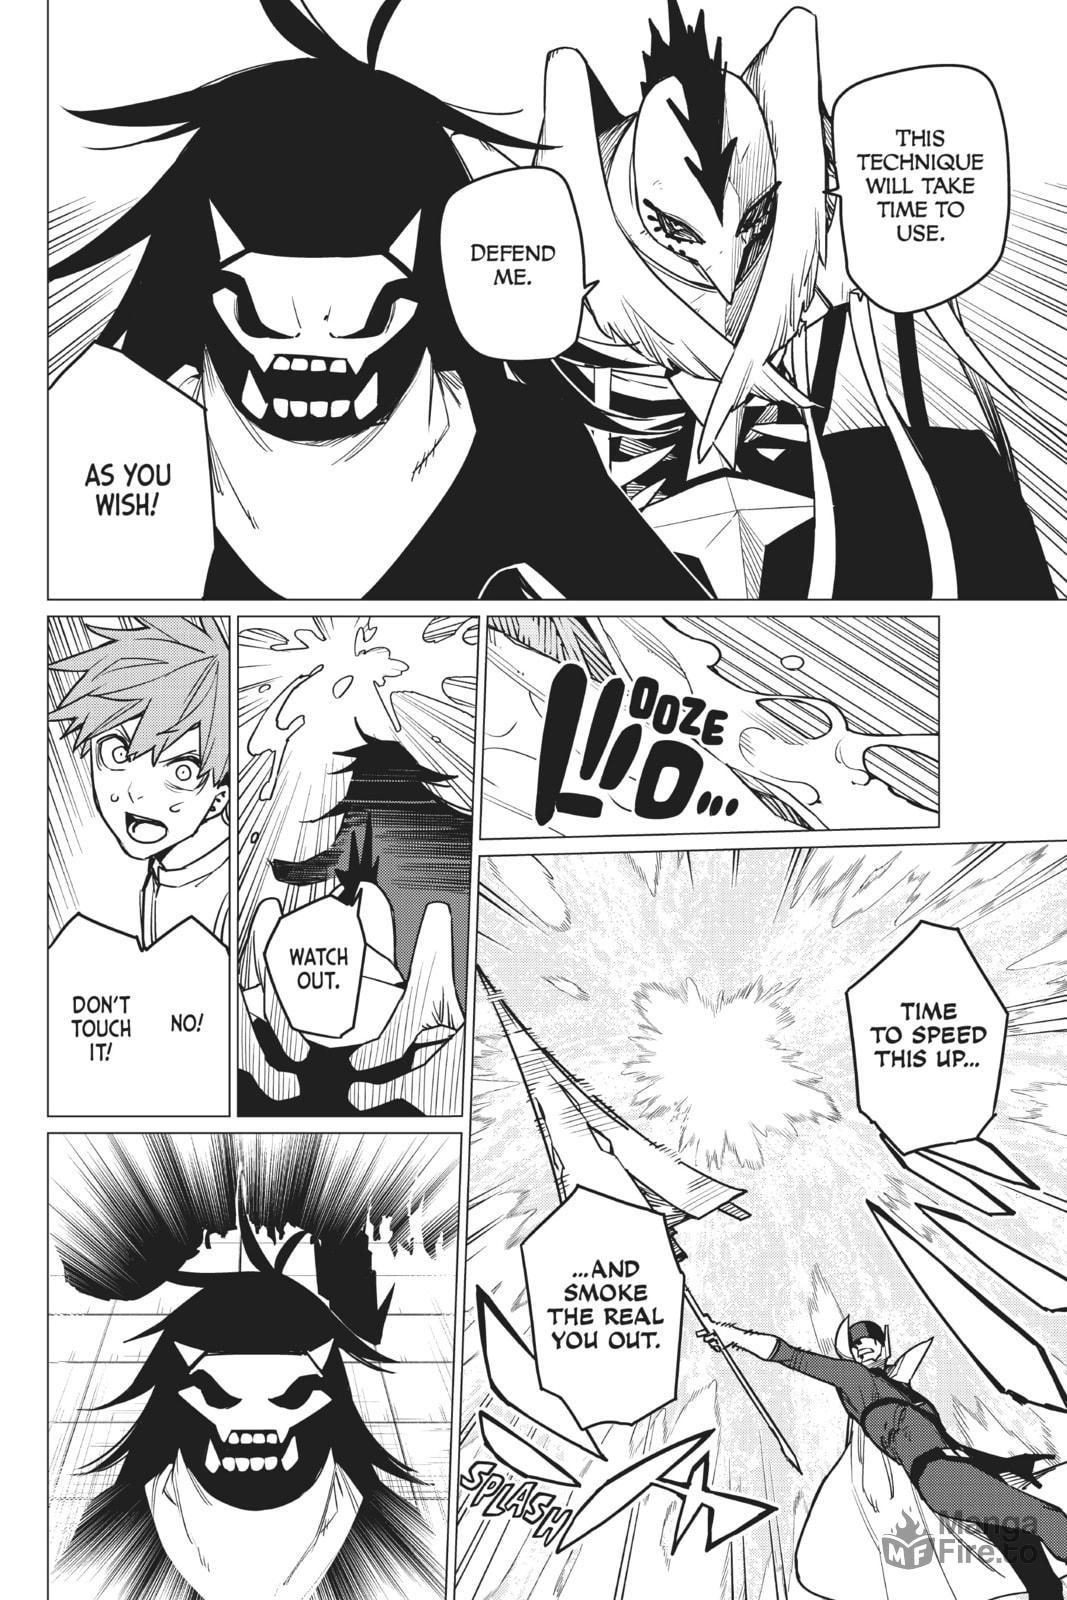 THIS
TECHNIQUE
WILL TAKE
TIME TO
USE.
DEFEND
ME.
AS YOU
WISH!
OOZE
WATCH
OUT.
NO!
DON'T
TOUCH
IT!
TIME
TO SPEED
THIS UP...
...AND
SMOKE
THE REAL
YOU OUT.
SPLASH
MF
Manga
Fire.to